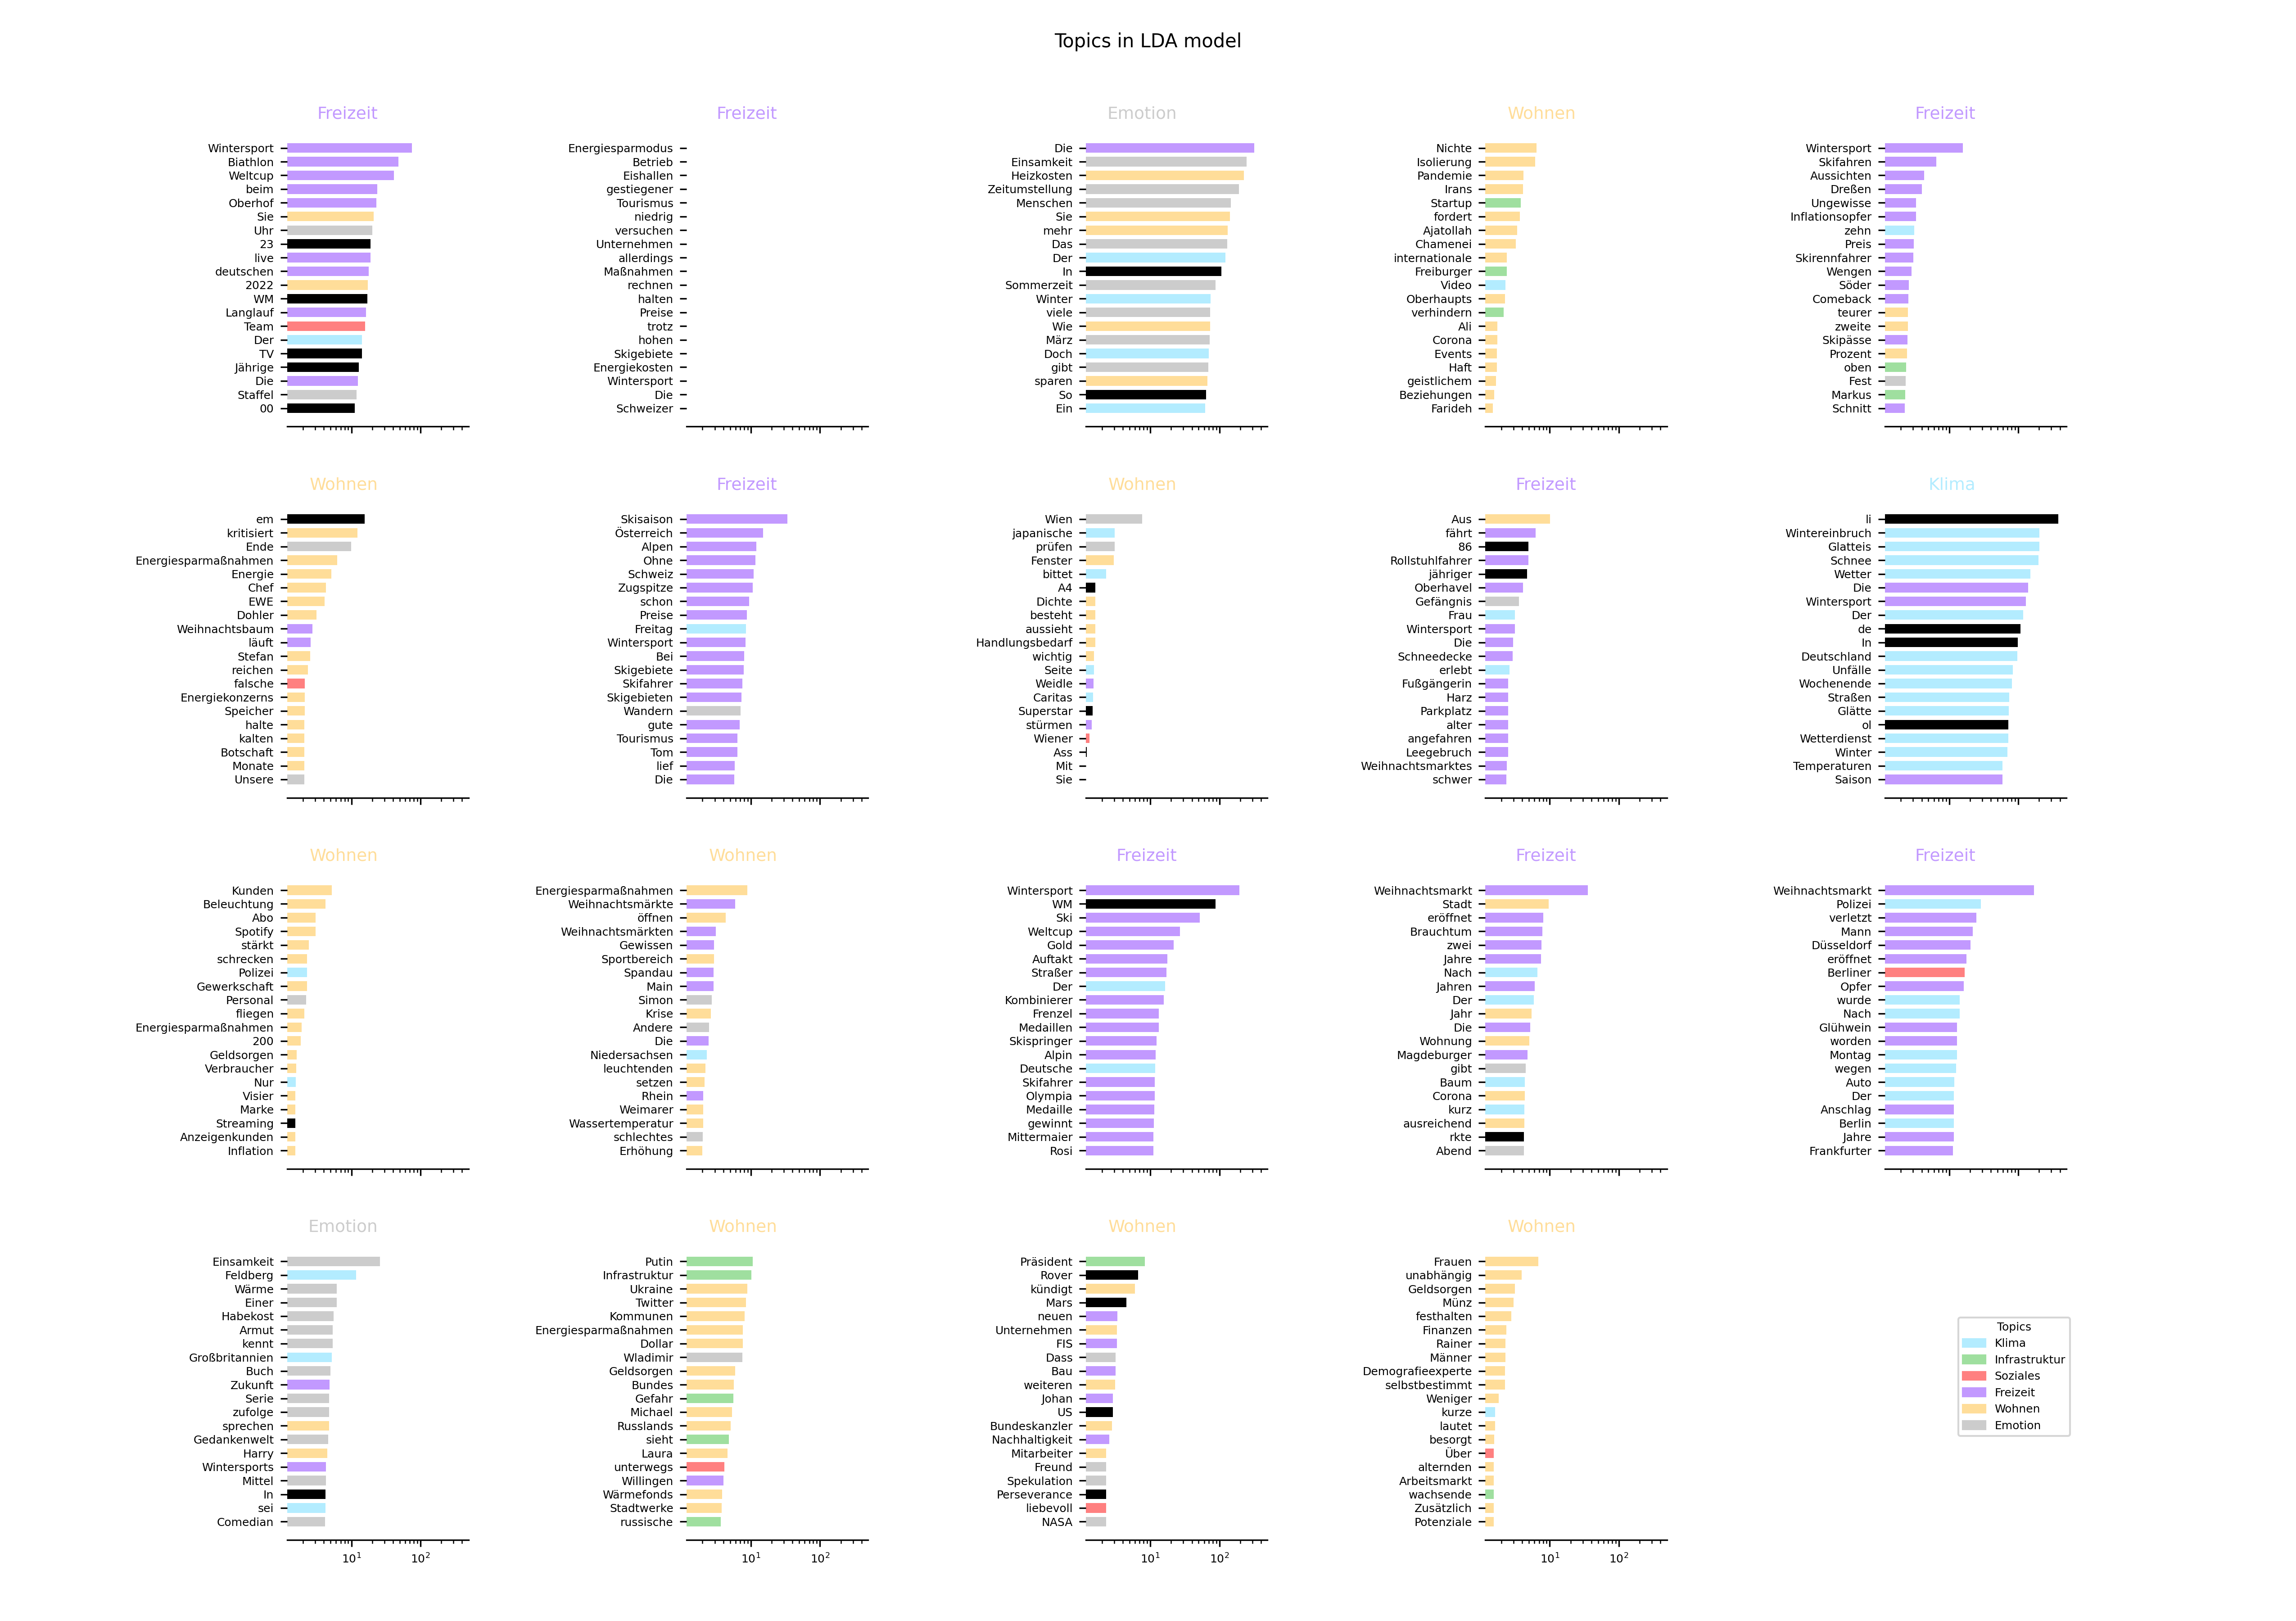 Topics in LDA model
Freizeit
Wintersport
Biathlon
Weltcup
beim
Oberhof
Sie
Uhr
23
live
deutschen
2022
WM
Langlauf
Team
Der
TV
Jährige
Die
Staffel
00
Freizeit
Energiesparmodus
Betrieb
Eishallen
gestiegener
Tourismus
niedrig
versuchen
Unternehmen
allerdings
Maßnahmen
rechnen
halten
Preise
trotz
hohen
Skigebiete
Energiekosten
Wintersport
Die
Schweizer
Emotion
Die
Einsamkeit
Heizkosten
Zeitumstellung
Menschen
Sie
mehr
Das
Der
In
Sommerzeit
Winter
viele
Wie
März
Doch
gibt
sparen
So
Ein
Wohnen
Nichte
Isolierung
Pandemie
Irans
Startup
fordert
Ajatollah
Chamenei
internationale
Freiburger
Video
Oberhaupts
verhindern
Ali
Corona
Events
Haft
geistlichem
Beziehungen
Farideh
Freizeit
Wintersport
Skifahren
Aussichten
Dreßen
Ungewisse
Inflationsopfer
zehn
Preis
Skirennfahrer
Wengen
Söder
Comeback
teurer
zweite
Skipässe
Prozent
oben
Fest
Markus
Schnitt
Wohnen
em
kritisiert
Ende
Energiesparmaßnahmen
Energie
Chef
EWE
Dohler
Weihnachtsbaum
läuft
Stefan
reichen
falsche
Energiekonzerns
Speicher
halte
kalten
Botschaft
Monate
Unsere
Freizeit
Skisaison
Österreich
Alpen
Ohne
Schweiz
Zugspitze
schon
Preise
Freitag
Wintersport
Bei
Skigebiete
Skifahrer
Skigebieten
Wandern
gute
Tourismus
Tom
lief
Die
Wohnen
Wien
japanische
prüfen
Fenster
bittet
A4
Dichte
besteht
aussieht
Handlungsbedarf
wichtig
Seite
Weidle
Caritas
Superstar
stürmen
Wiener
Ass
Mit
Sie
Freizeit
Aus
fährt
86
Rollstuhlfahrer
jähriger
Oberhavel
Gefängnis
Frau
Wintersport
Die
Schneedecke
erlebt
Fußgängerin
Harz
Parkplatz
alter
angefahren
Leegebruch
Weihnachtsmarktes
schwer
Klima
li
Wintereinbruch
Glatteis
Schnee
Wetter
Die
Wintersport
Der
de
In
Deutschland
Unfälle
Wochenende
Straßen
Glätte
ol
Wetterdienst
Winter
Temperaturen
Saison
Wohnen
Kunden
Beleuchtung
Abo
Spotify
stärkt
schrecken
Polizei
Gewerkschaft
Personal
fliegen
Energiesparmaßnahmen
200
Geldsorgen
Verbraucher
Nur
Visier
Marke
Streaming
Anzeigenkunden
Inflation
Wohnen
Energiesparmaßnahmen
Weihnachtsmärkte
öffnen
Weihnachtsmärkten
Gewissen
Sportbereich
Spandau
Main
Simon
Krise
Andere
Die
Niedersachsen
leuchtenden
setzen
Rhein
Weimarer
Wassertemperatur
schlechtes
Erhöhung
Freizeit
Wintersport
WM
Ski
Weltcup
Gold
Auftakt
Straßer
Der
Kombinierer
Frenzel
Medaillen
Skispringer
Alpin
Deutsche
Skifahrer
Olympia
Medaille
gewinnt
Mittermaier
Rosi
Freizeit
Weihnachtsmarkt
Stadt
eröffnet
Brauchtum
zwei
Jahre
Nach
Jahren
Der
Jahr
Die
Wohnung
Magdeburger
gibt
Baum
Corona
kurz
ausreichend
rkte
Abend
Freizeit
Weihnachtsmarkt
Polizei
verletzt
Mann
Düsseldorf
eröffnet
Berliner
Opfer
wurde
Nach
Glühwein
worden
Montag
wegen
Auto
Der
Anschlag
Berlin
Jahre
Frankfurter
Emotion
Einsamkeit
Feldberg
Wärme
Einer
Habekost
Armut
kennt
Großbritannien
Buch
Zukunft
Serie
zufolge
sprechen
Gedankenwelt
Harry
Wintersports
Mittel
In
sei
Comedian
10¹ 10²
Wohnen
Putin
Infrastruktur
Ukraine
Twitter
Kommunen
Energiesparmaßnahmen
Dollar
Wladimir
Geldsorgen
Bundes
Gefahr
Michael
Russlands
sieht
Laura
unterwegs
Willingen
Wärmefonds
Stadtwerke
russische
10¹ 10²
Wohnen
Präsident
Rover
kündigt
Mars
neuen
Unternehmen
FIS
Dass
Bau
weiteren
Johan
US
Bundeskanzler
Nachhaltigkeit
Mitarbeiter
Freund
Spekulation
Perseverance
liebevoll
NASA
10¹ 10²
Wohnen
Frauen
unabhängig
Geldsorgen
Münz
festhalten
Finanzen
Rainer
Männer
Demografieexperte
selbstbestimmt
Weniger
kurze
lautet
besorgt
Über
alternden
Arbeitsmarkt
wachsende
Zusätzlich
Potenziale
10¹ 10²
Topics
Klima
Infrastruktur
Soziales
Freizeit
Wohnen
Emotion